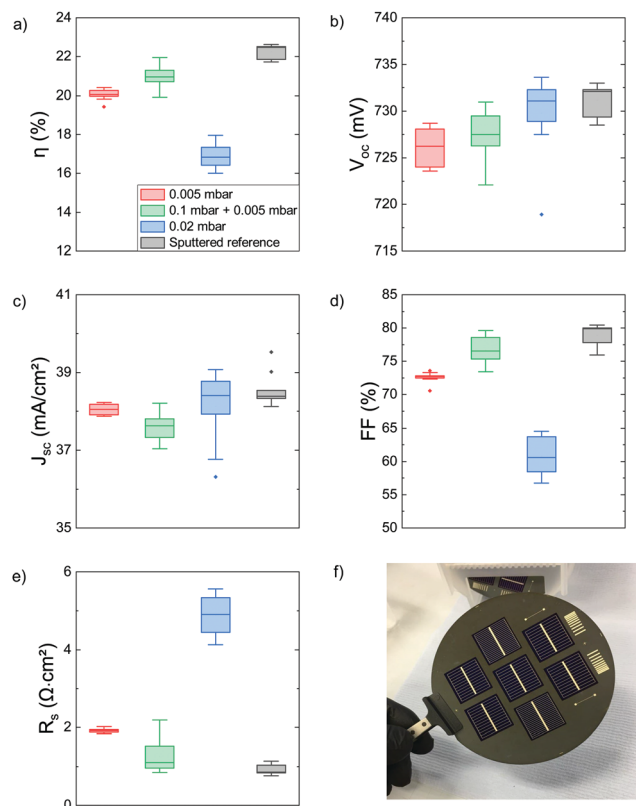 a)
η (%)
24
22
20
18
16
14
12
0.005 mbar
0.1 mbar + 0.005 mbar
0.02 mbar
Sputtered reference
b)
Voc (mV)
740
735
730
725
720
715
c)
Jsc (mA/cm²)
41
39
37
35
d)
FF (%)
85
80
75
70
65
60
55
50
e)
Rs (Ω·cm²)
6
4
2
0
f)